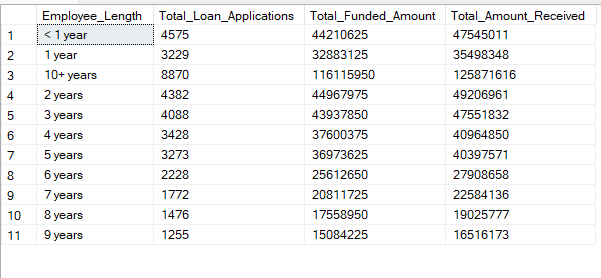 Employee_Length Total_Loan_Applications Total_Funded_Amount Total_Amount_Received
1 < 1 year 4575 44210625 47545011
2 1 year 3229 32883125 35498348
3 10+ years 8870 116115950 125871616
4 2 years 4382 44967975 49206961
5 3 years 4088 43937850 47551832
6 4 years 3428 37600375 40964850
7 5 years 3273 36973625 40397571
8 6 years 2228 25612650 27908658
9 7 years 1772 20811725 22584136
10 8 years 1476 17558950 19025777
11 9 years 1255 15084225 16516173